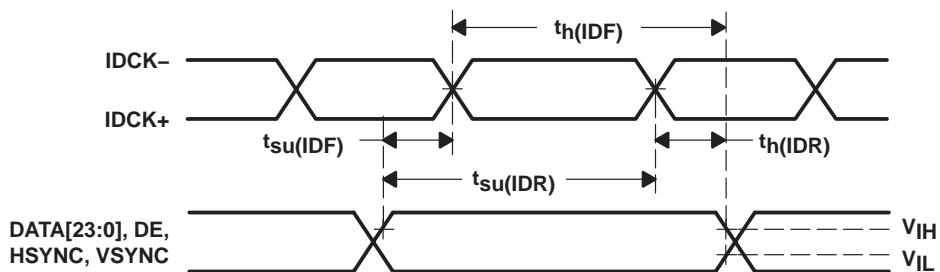 th(IDF)
IDCK−
IDCK+
tsu(IDF)
th(IDR)
tsu(IDR)
DATA[23:0], DE,
HSYNC, VSYNC
VIH
VIL